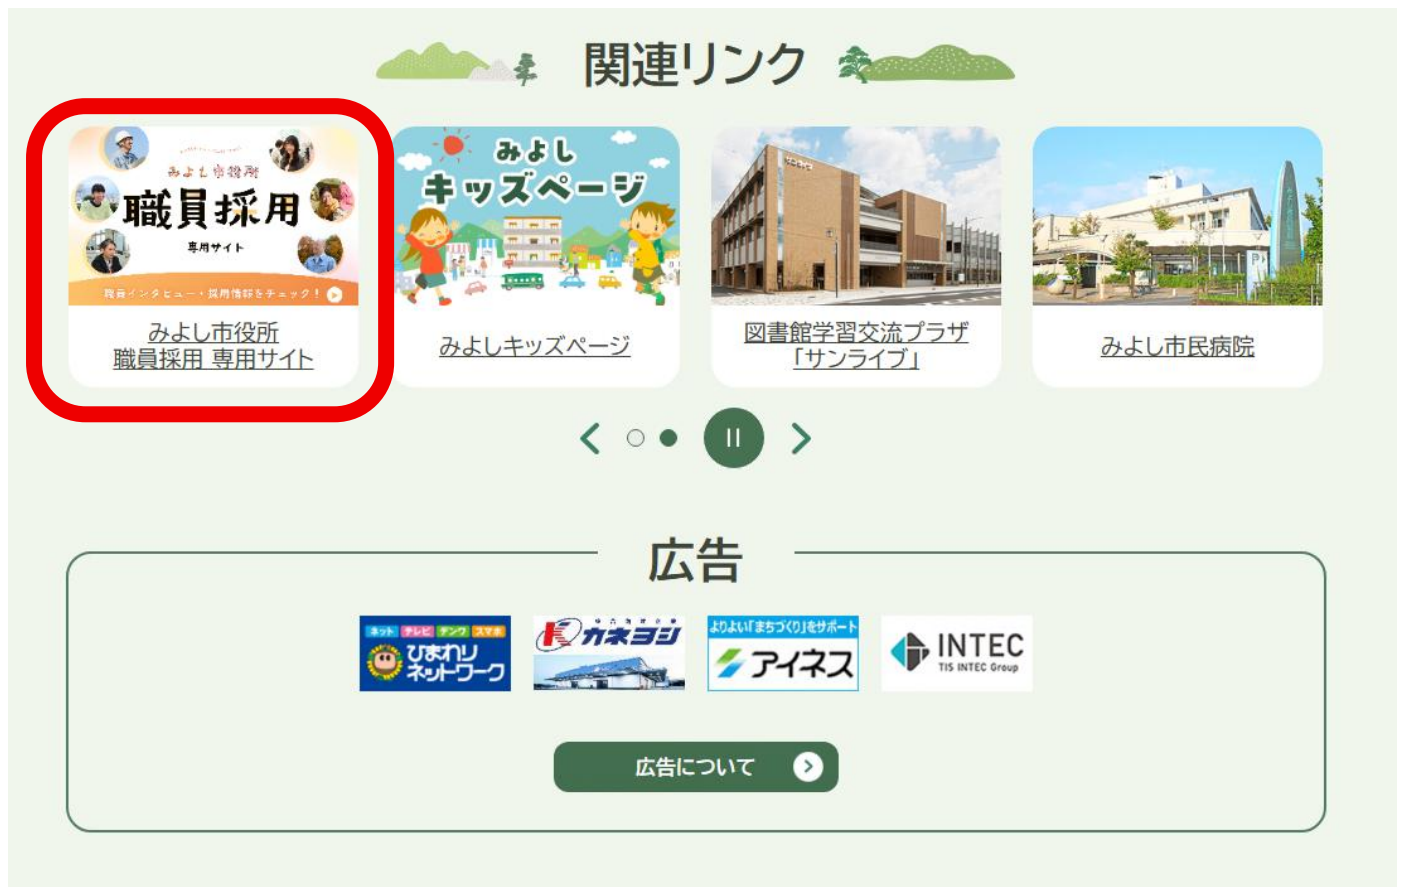 関連リンク
みよし市役所
職員採用
専用サイト
職員インタビュー・採用情報をチェック!
みよし市役所
職員採用 専用サイト
みよし
キッズページ
みよしキッズページ
図書館学習交流プラザ
「サンライブ」
みよし市民病院
広告
ネット テレビ デンワ スマホ
ひまわり
ネットワーク
カネヨシ
よりよい「まちづくり」をサポート
アイネス
INTEC
TIS INTEC Group
広告について